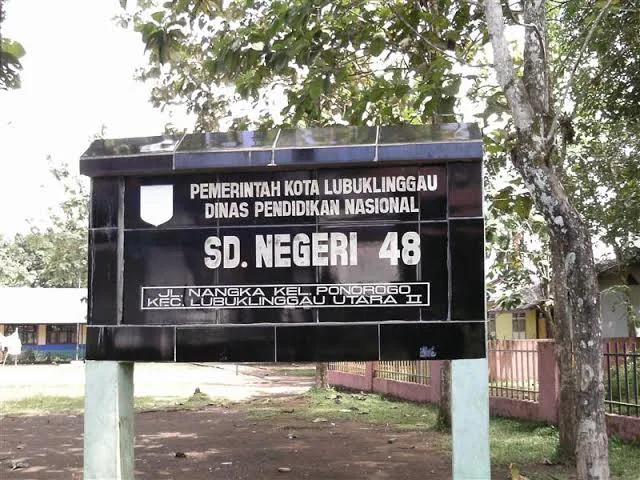 PEMERINTAH KOTA LUBUKLINGGAU
DINAS PENDIDIKAN NASIONAL
SD. NEGERI 48
JL NANGKA KEL. PONOROGO
KEC. LUBUKLINGGAU UTARA II